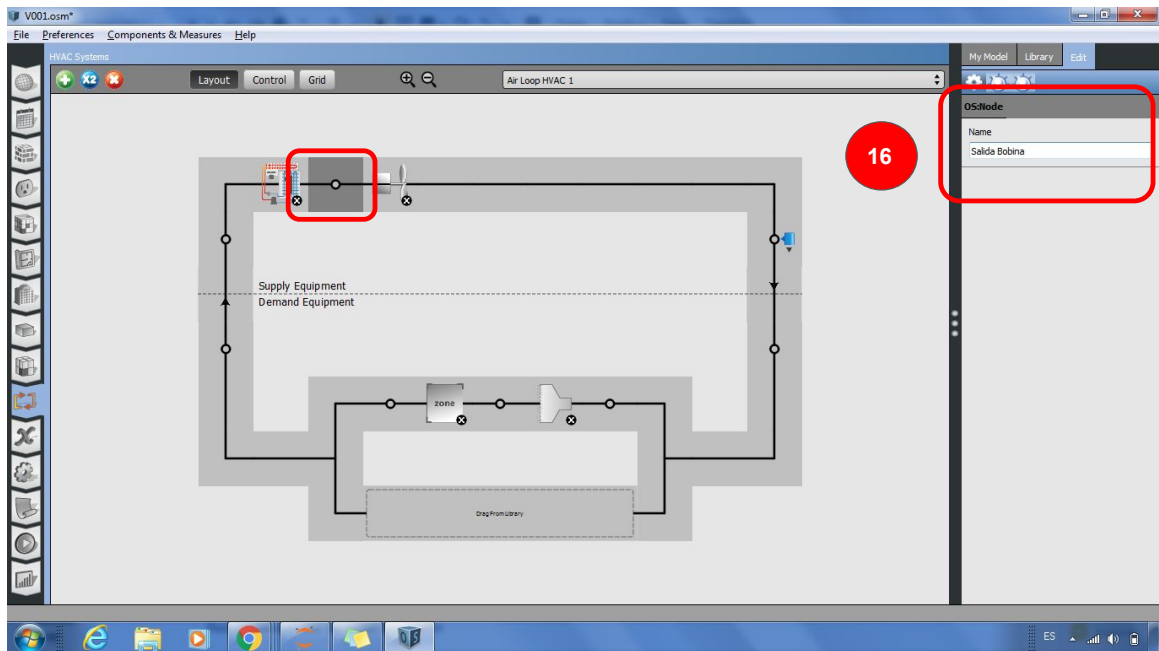 V001.osm*
File Preferences Components & Measures Help
HVAC Systems
My Model Library Edit
X2
Layout Control Grid
Air Loop HVAC 1
OS:Node
Name
Salida Bobina
16
Supply Equipment
Demand Equipment
zone
Drag From Library
ES